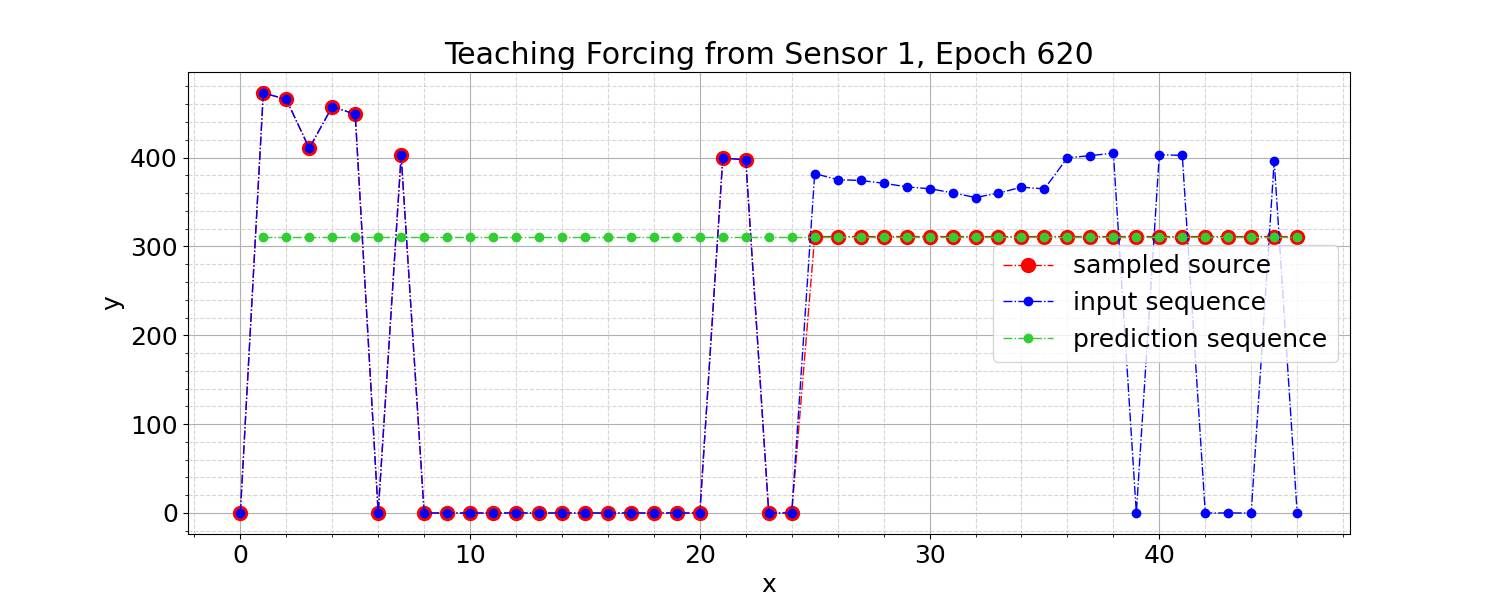 Teaching Forcing from Sensor 1, Epoch 620
y
400
300
200
100
0
sampled source
input sequence
prediction sequence
0 10 20 30 40
x